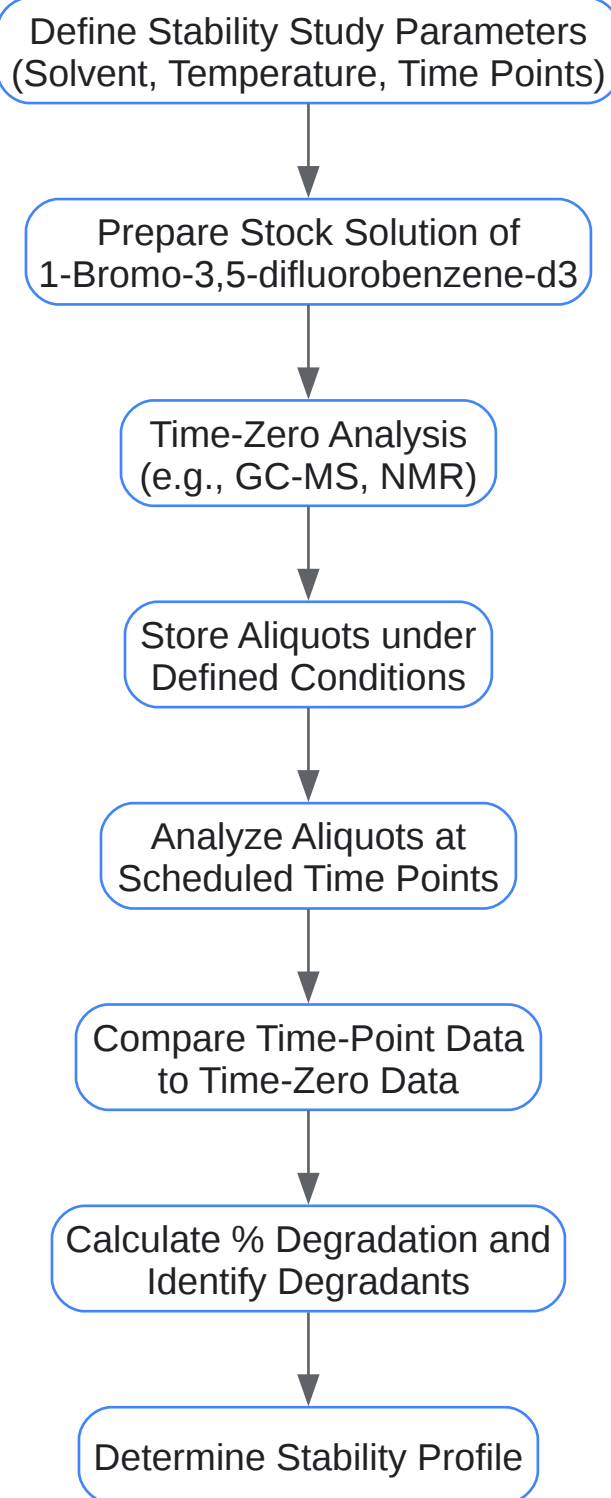 Define Stability Study Parameters
(Solvent, Temperature, Time Points)
Prepare Stock Solution of
1-Bromo-3,5-difluorobenzene-d3
Time-Zero Analysis
(e.g., GC-MS, NMR)
Store Aliquots under
Defined Conditions
Analyze Aliquots at
Scheduled Time Points
Compare Time-Point Data
to Time-Zero Data
Calculate % Degradation and
Identify Degradants
Determine Stability Profile